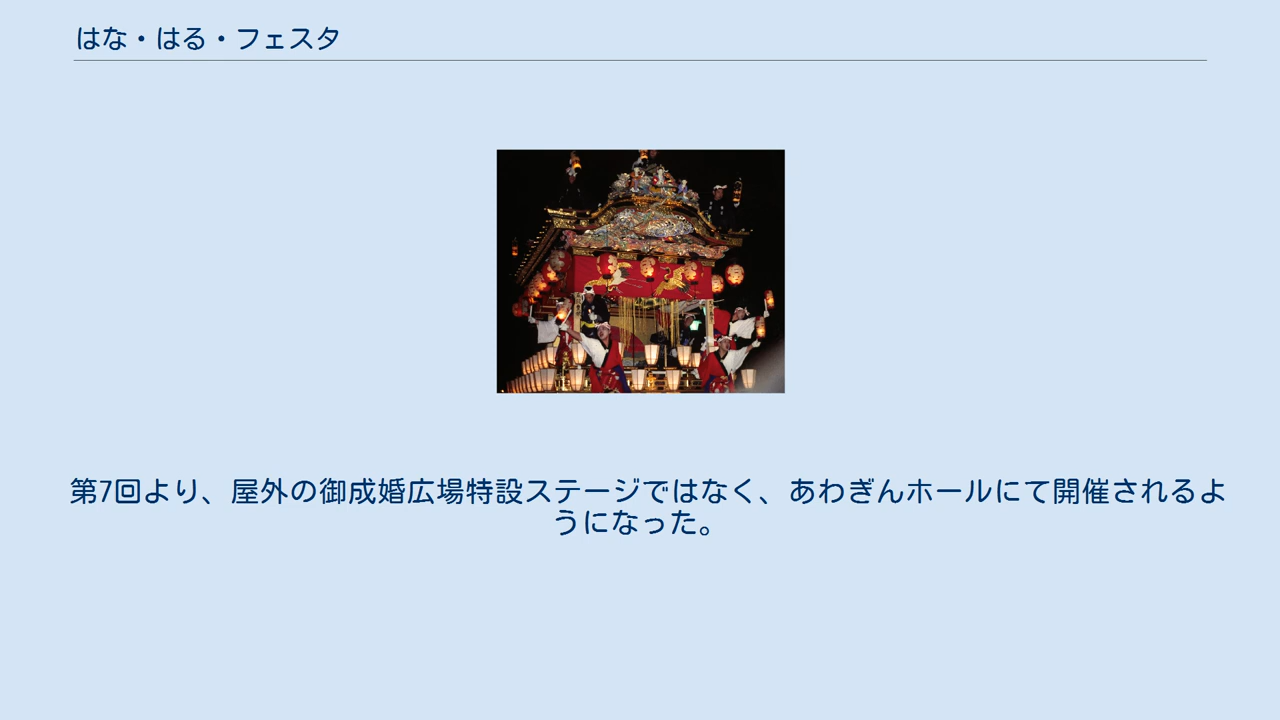 はな・はる・フェスタ
第7回より、屋外の御成婚広場特設ステージではなく、あわぎんホールにて開催されるよ
うになった。